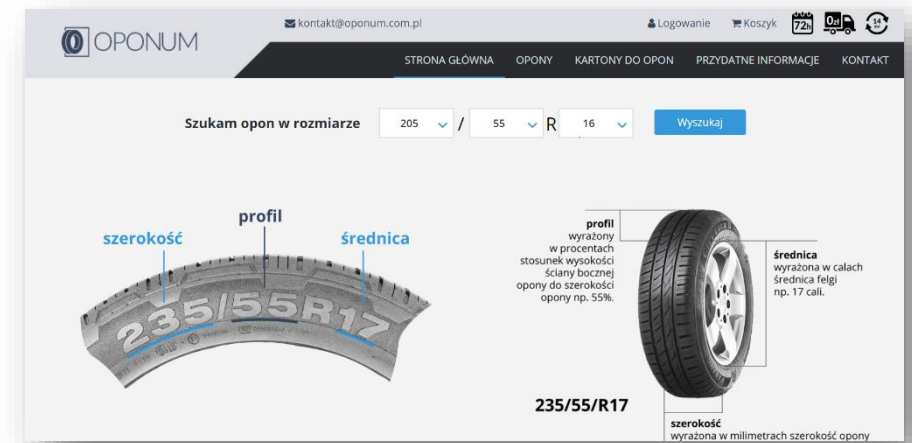 OPONUM
kontakt@oponum.com.pl
Logowanie
Koszyk
72h
0zł
14
STRONA GŁÓWNA OPONY KARTONY DO OPON PRZYDATNE INFORMACJE KONTAKT
Szukam opon w rozmiarze 205 / 55 R 16 Wyszukaj
profil
szerokość
średnica
235/55R17
profil
wyrażony
w procentach
stosunek wysokości
ściany bocznej
opony do szerokości
opony np. 55%.
średnica
wyrażona w calach
średnica felgi
np. 17 cali.
235/55/R17
szerokość
wyrażona w milimetrach szerokość opony